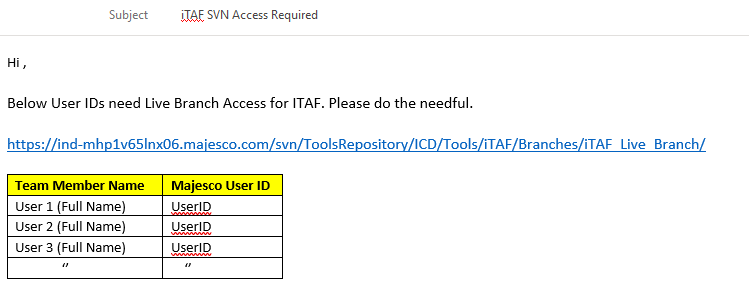 Subject iTAF SVN Access Required
Hi ,
Below User IDs need Live Branch Access for ITAF. Please do the needful.
https://ind-mhp1v65lnx06.majesco.com/svn/ToolsRepository/ICD/Tools/iTAF/Branches/iTAF_Live_Branch/
Team Member Name Majesco User ID
User 1 (Full Name) UserID
User 2 (Full Name) UserID
User 3 (Full Name) UserID
“ “